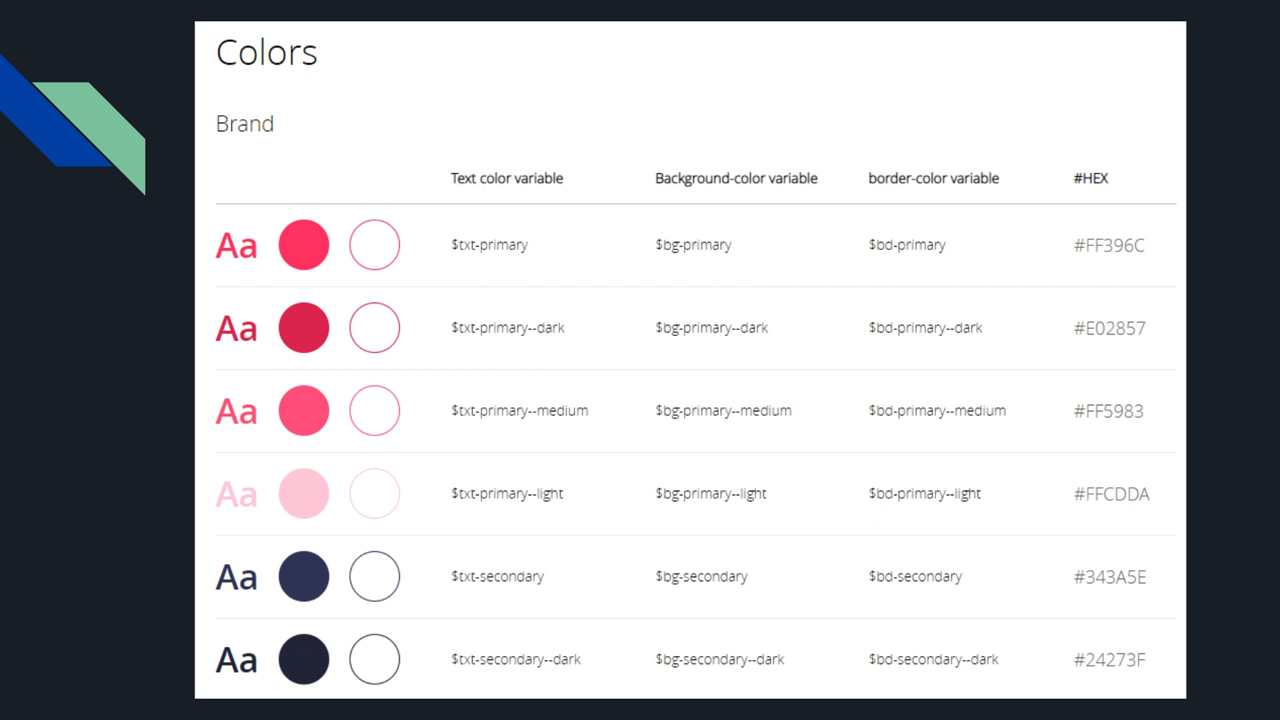 Colors
Brand
Text color variable Background-color variable border-color variable #HEX
Aa $txt-primary $bg-primary $bd-primary #FF396C
Aa $txt-primary--dark $bg-primary--dark $bd-primary--dark #E02857
Aa $txt-primary--medium $bg-primary--medium $bd-primary--medium #FF5983
Aa $txt-primary--light $bg-primary--light $bd-primary--light #FFCDDA
Aa $txt-secondary $bg-secondary $bd-secondary #343A5E
Aa $txt-secondary--dark $bg-secondary--dark $bd-secondary--dark #24273F